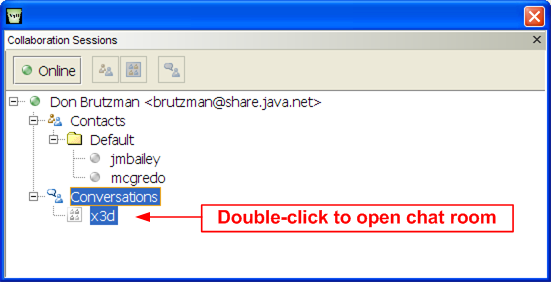 Collaboration Sessions
Online
Don Brutzman <brutzman@share.java.net>
Contacts
Default
jmbailey
mcgredo
Conversations
x3d
Double-click to open chat room